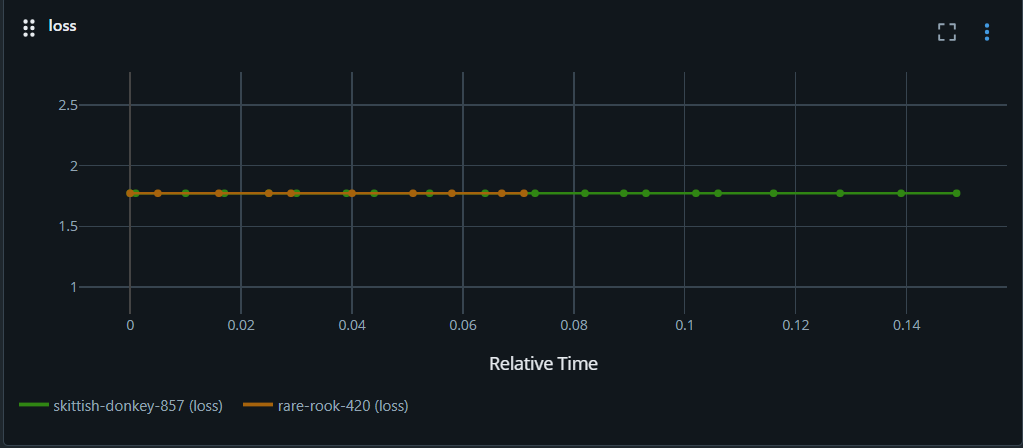 loss
2.5
2
1.5
1
0 0.02 0.04 0.06 0.08 0.1 0.12 0.14
Relative Time
skittish-donkey-857 (loss) rare-rook-420 (loss)